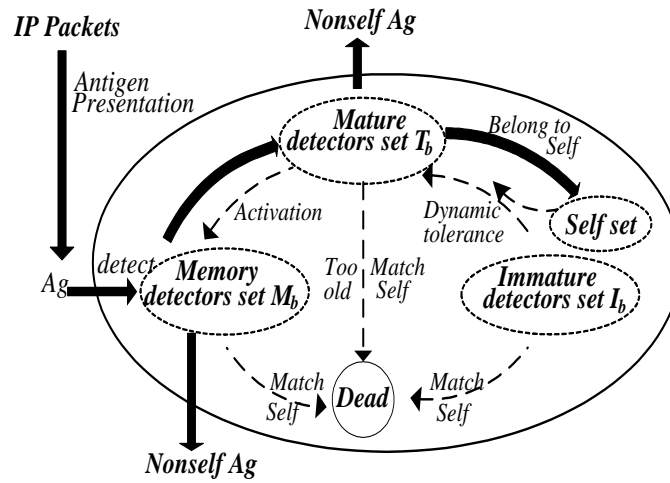 Nonself Ag
IP Packets
Antigen
Presentation
Mature
detectors set T_b
Belong to
Self
Activation
Dynamic
tolerance
Self set
detect
Ag
Memory
detectors set M_b
Too
old
Match
Self
Immature
detectors set I_b
Match
Self
Dead
Match
Self
Nonself Ag